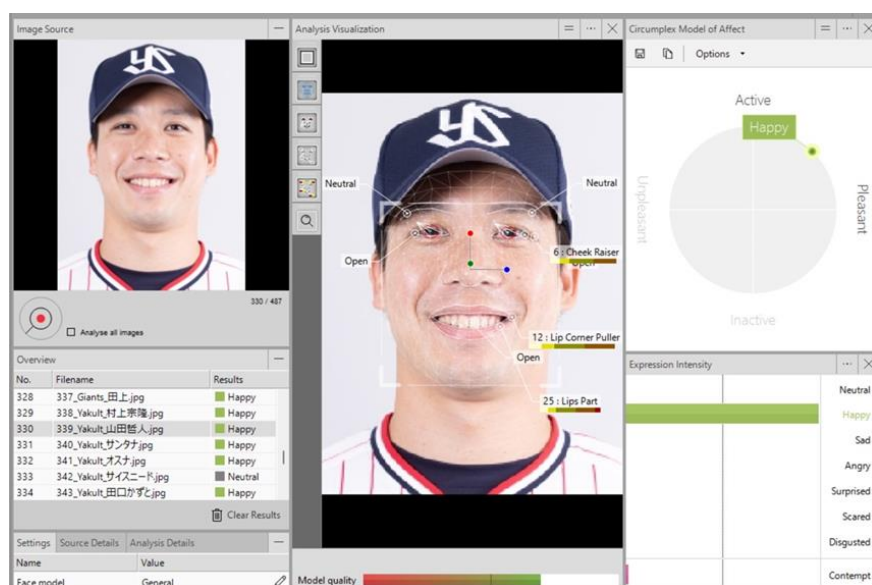 Image Source
Analysis Visualization
Circumplex Model of Affect
Options
Active
Happy
Unpleasant
Pleasant
Inactive
YS
YS
Neutral
Neutral
Open
6 : Cheek Raiser
Open
12 : Lip Corner Puller
Open
25 : Lips Part
330 / 487
Analyse all images
Overview
No. Filename Results
328 337_Giants_田上.jpg Happy
329 338_Yakult_村上宗隆.jpg Happy
330 339_Yakult_山田哲人.jpg Happy
331 340_Yakult_サンタナ.jpg Happy
332 341_Yakult_オスナ.jpg Happy
333 342_Yakult_サイスニード.jpg Neutral
334 343_Yakult_田口かずと.jpg Happy
Clear Results
Settings Source Details Analysis Details
Name Value
Face model General
Model quality
Expression Intensity
Neutral
Happy
Sad
Angry
Surprised
Scared
Disgusted
Contempt